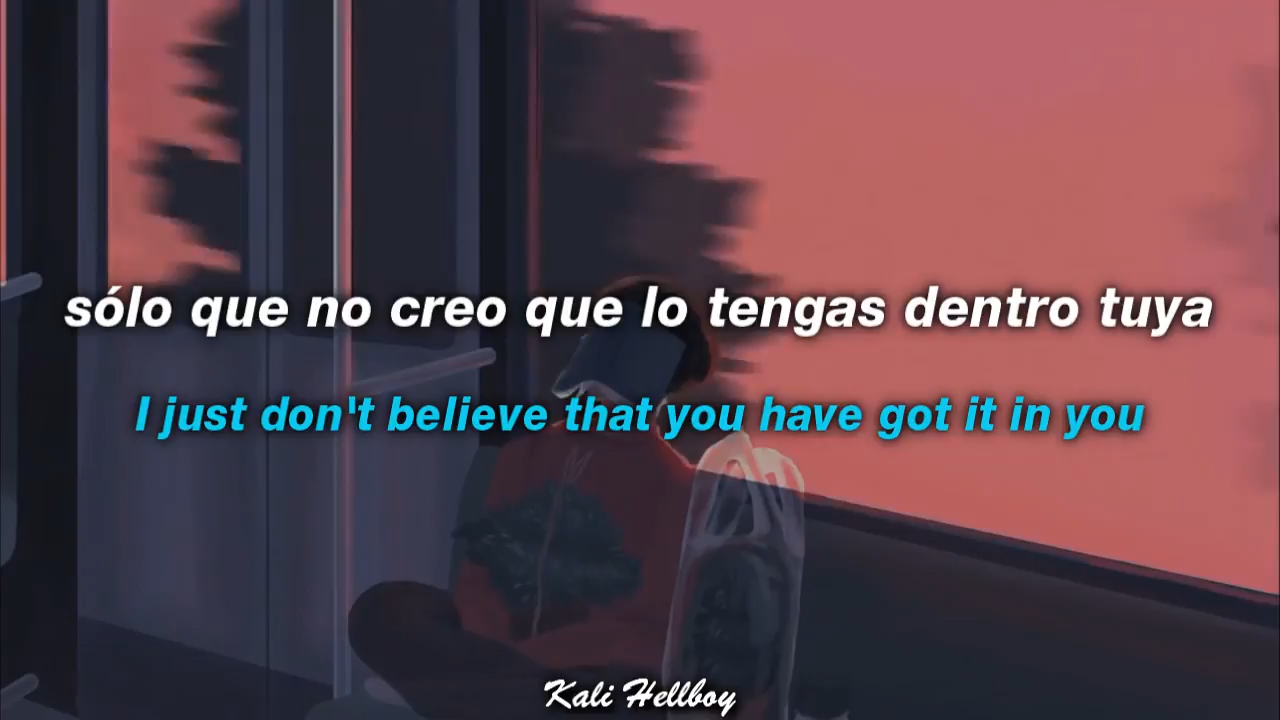 sólo que no creo que lo tengas dentro tuya
I just don't believe that you have got it in you
Kali Hellboy